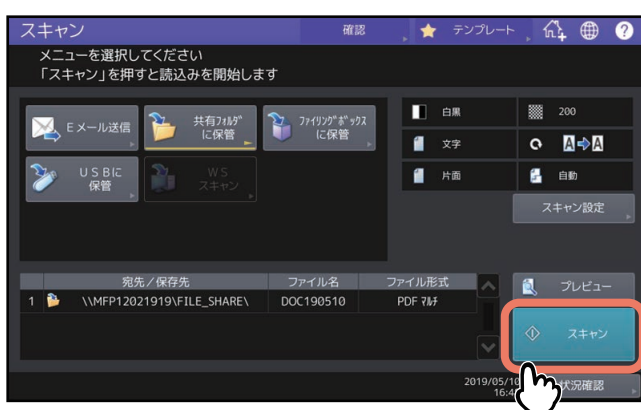 スキャン 確認 テンプレート ?
メニューを選択してください
「スキャン」を押すと読込みを開始します
Eメール送信
共有フォルダ
に保管
ファイリングボックス
に保管
USBに
保管
WS
スキャン
白黒 200
文字 A A
片面 自動
スキャン設定
宛先/保存先 ファイル名 ファイル形式
1 \\MFP12021919\FILE_SHARE\ DOC190510 PDF マルチ
プレビュー
スキャン
2019/05/10
16:4
状況確認